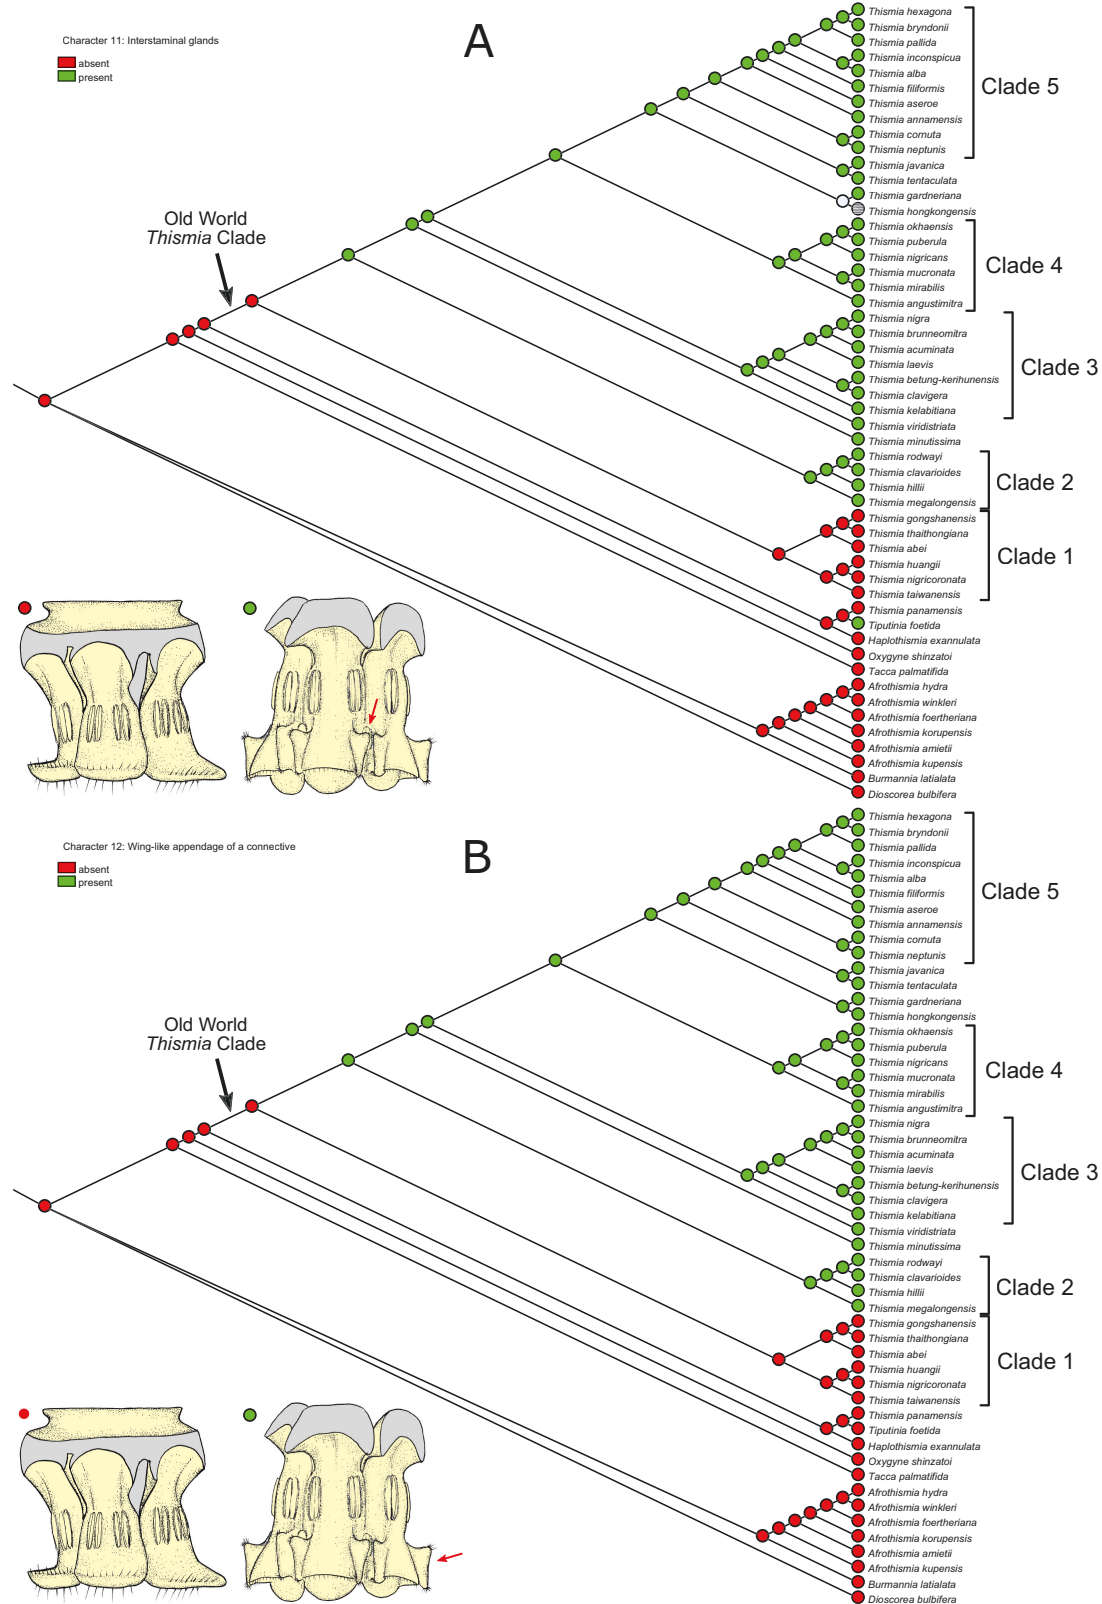 A
Character 11: Interstaminal glands
absent
present
Old World
Thismia Clade
Thismia hexagona
Thismia bryndonii
Thismia pallida
Thismia inconspicua
Thismia alba
Thismia filiformis
Thismia aseroe
Thismia annamensis
Thismia cornuta
Thismia neptunis
Thismia javanica
Thismia tentaculata
Thismia gardneriana
Thismia hongkongensis
Thismia okhaensis
Thismia puberula
Thismia nigricans
Thismia mucronata
Thismia mirabilis
Thismia angustimitra
Thismia nigra
Thismia brunneomitra
Thismia acuminata
Thismia laevis
Thismia betung-kerihunensis
Thismia clavigera
Thismia kelabitiana
Thismia viridistriata
Thismia minutissima
Thismia rodwayi
Thismia clavarioides
Thismia hillii
Thismia megalongensis
Thismia gongshanensis
Thismia thaithongiana
Thismia abei
Thismia huangii
Thismia nigricoronata
Thismia taiwanensis
Thismia panamensis
Tiputinia foetida
Haplothismia exannulata
Oxygyne shinzatoi
Tacca palmatifida
Afrothismia hydra
Afrothismia winkleri
Afrothismia foertheriana
Afrothismia korupensis
Afrothismia amietii
Afrothismia kupensis
Burmannia latialata
Dioscorea bulbifera
Clade 5
Clade 4
Clade 3
Clade 2
Clade 1
B
Character 12: Wing-like appendage of a connective
absent
present
Old World
Thismia Clade
Thismia hexagona
Thismia bryndonii
Thismia pallida
Thismia inconspicua
Thismia alba
Thismia filiformis
Thismia aseroe
Thismia annamensis
Thismia cornuta
Thismia neptunis
Thismia javanica
Thismia tentaculata
Thismia gardneriana
Thismia hongkongensis
Thismia okhaensis
Thismia puberula
Thismia nigricans
Thismia mucronata
Thismia mirabilis
Thismia angustimitra
Thismia nigra
Thismia brunneomitra
Thismia acuminata
Thismia laevis
Thismia betung-kerihunensis
Thismia clavigera
Thismia kelabitiana
Thismia viridistriata
Thismia minutissima
Thismia rodwayi
Thismia clavarioides
Thismia hillii
Thismia megalongensis
Thismia gongshanensis
Thismia thaithongiana
Thismia abei
Thismia huangii
Thismia nigricoronata
Thismia taiwanensis
Thismia panamensis
Tiputinia foetida
Haplothismia exannulata
Oxygyne shinzatoi
Tacca palmatifida
Afrothismia hydra
Afrothismia winkleri
Afrothismia foertheriana
Afrothismia korupensis
Afrothismia amietii
Afrothismia kupensis
Burmannia latialata
Dioscorea bulbifera
Clade 5
Clade 4
Clade 3
Clade 2
Clade 1